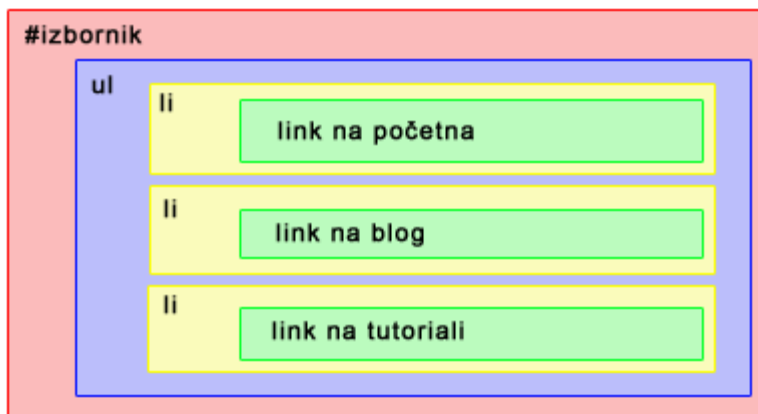 #izbornik
ul
li
link na početna
li
link na blog
li
link na tutoriali